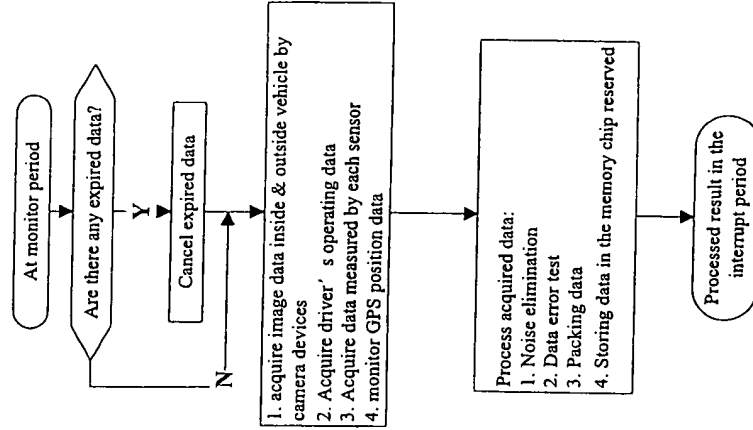 At monitor period
Are there any expired data?
Y
Cancel expired data
N
1. acquire image data inside & outside vehicle by
camera devices
2. Acquire driver' s operating data
3. Acquire data measured by each sensor
4. monitor GPS position data
Process acquired data:
1. Noise elimination
2. Data error test
3. Packing data
4. Storing data in the memory chip reserved
Processed result in the
interrupt period